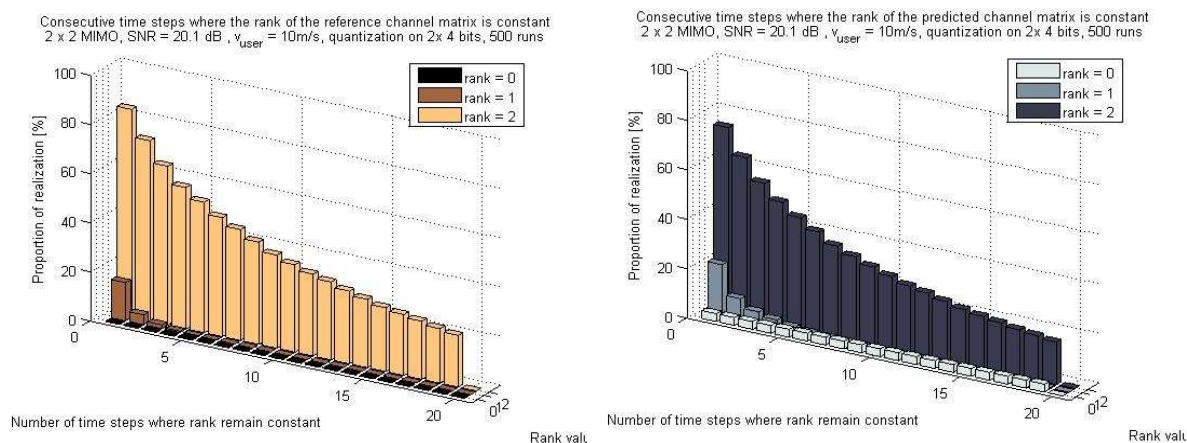 Consecutive time steps where the rank of the reference channel matrix is constant
2 x 2 MIMO, SNR = 20.1 dB , v_user = 10m/s, quantization on 2x 4 bits, 500 runs
rank = 0
rank = 1
rank = 2
Proportion of realization [%]
100
80
60
40
20
0
0
5
10
15
20
0
1
2
Number of time steps where rank remain constant
Rank valu
Consecutive time steps where the rank of the predicted channel matrix is constant
2 x 2 MIMO, SNR = 20.1 dB , v_user = 10m/s, quantization on 2x 4 bits, 500 runs
rank = 0
rank = 1
rank = 2
Proportion of realization [%]
100
80
60
40
20
0
0
5
10
15
20
0
1
2
Number of time steps where rank remain constant
Rank valu